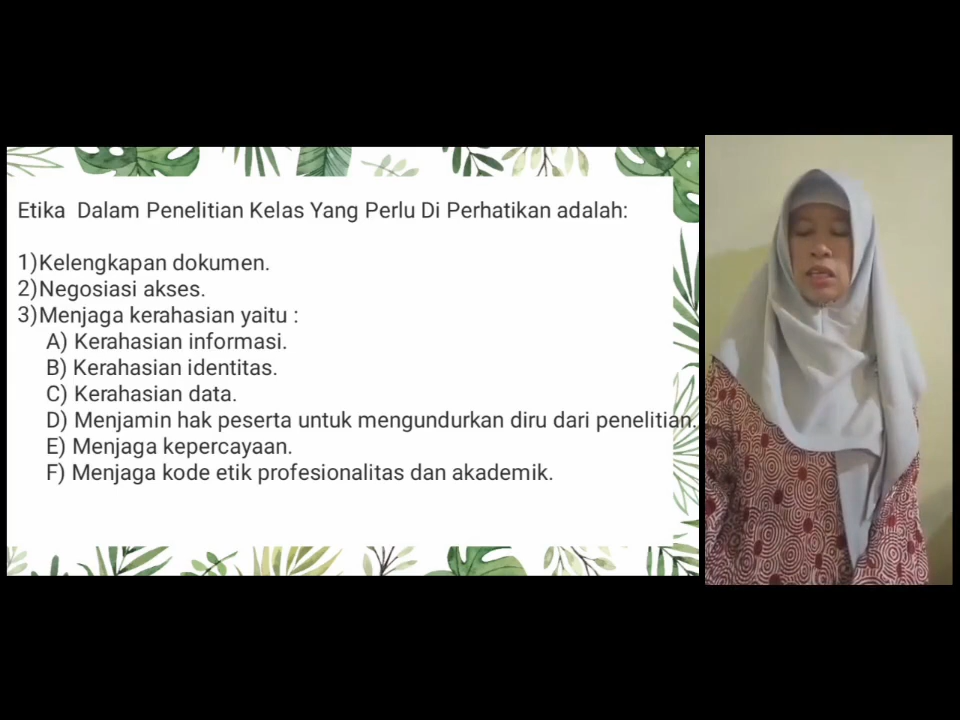 Etika Dalam Penelitian Kelas Yang Perlu Di Perhatikan adalah:
1)Kelengkapan dokumen.
2)Negosiasi akses.
3)Menjaga kerahasian yaitu :
A) Kerahasian informasi.
B) Kerahasian identitas.
C) Kerahasian data.
D) Menjamin hak peserta untuk mengundurkan diru dari penelitian.
E) Menjaga kepercayaan.
F) Menjaga kode etik profesionalitas dan akademik.